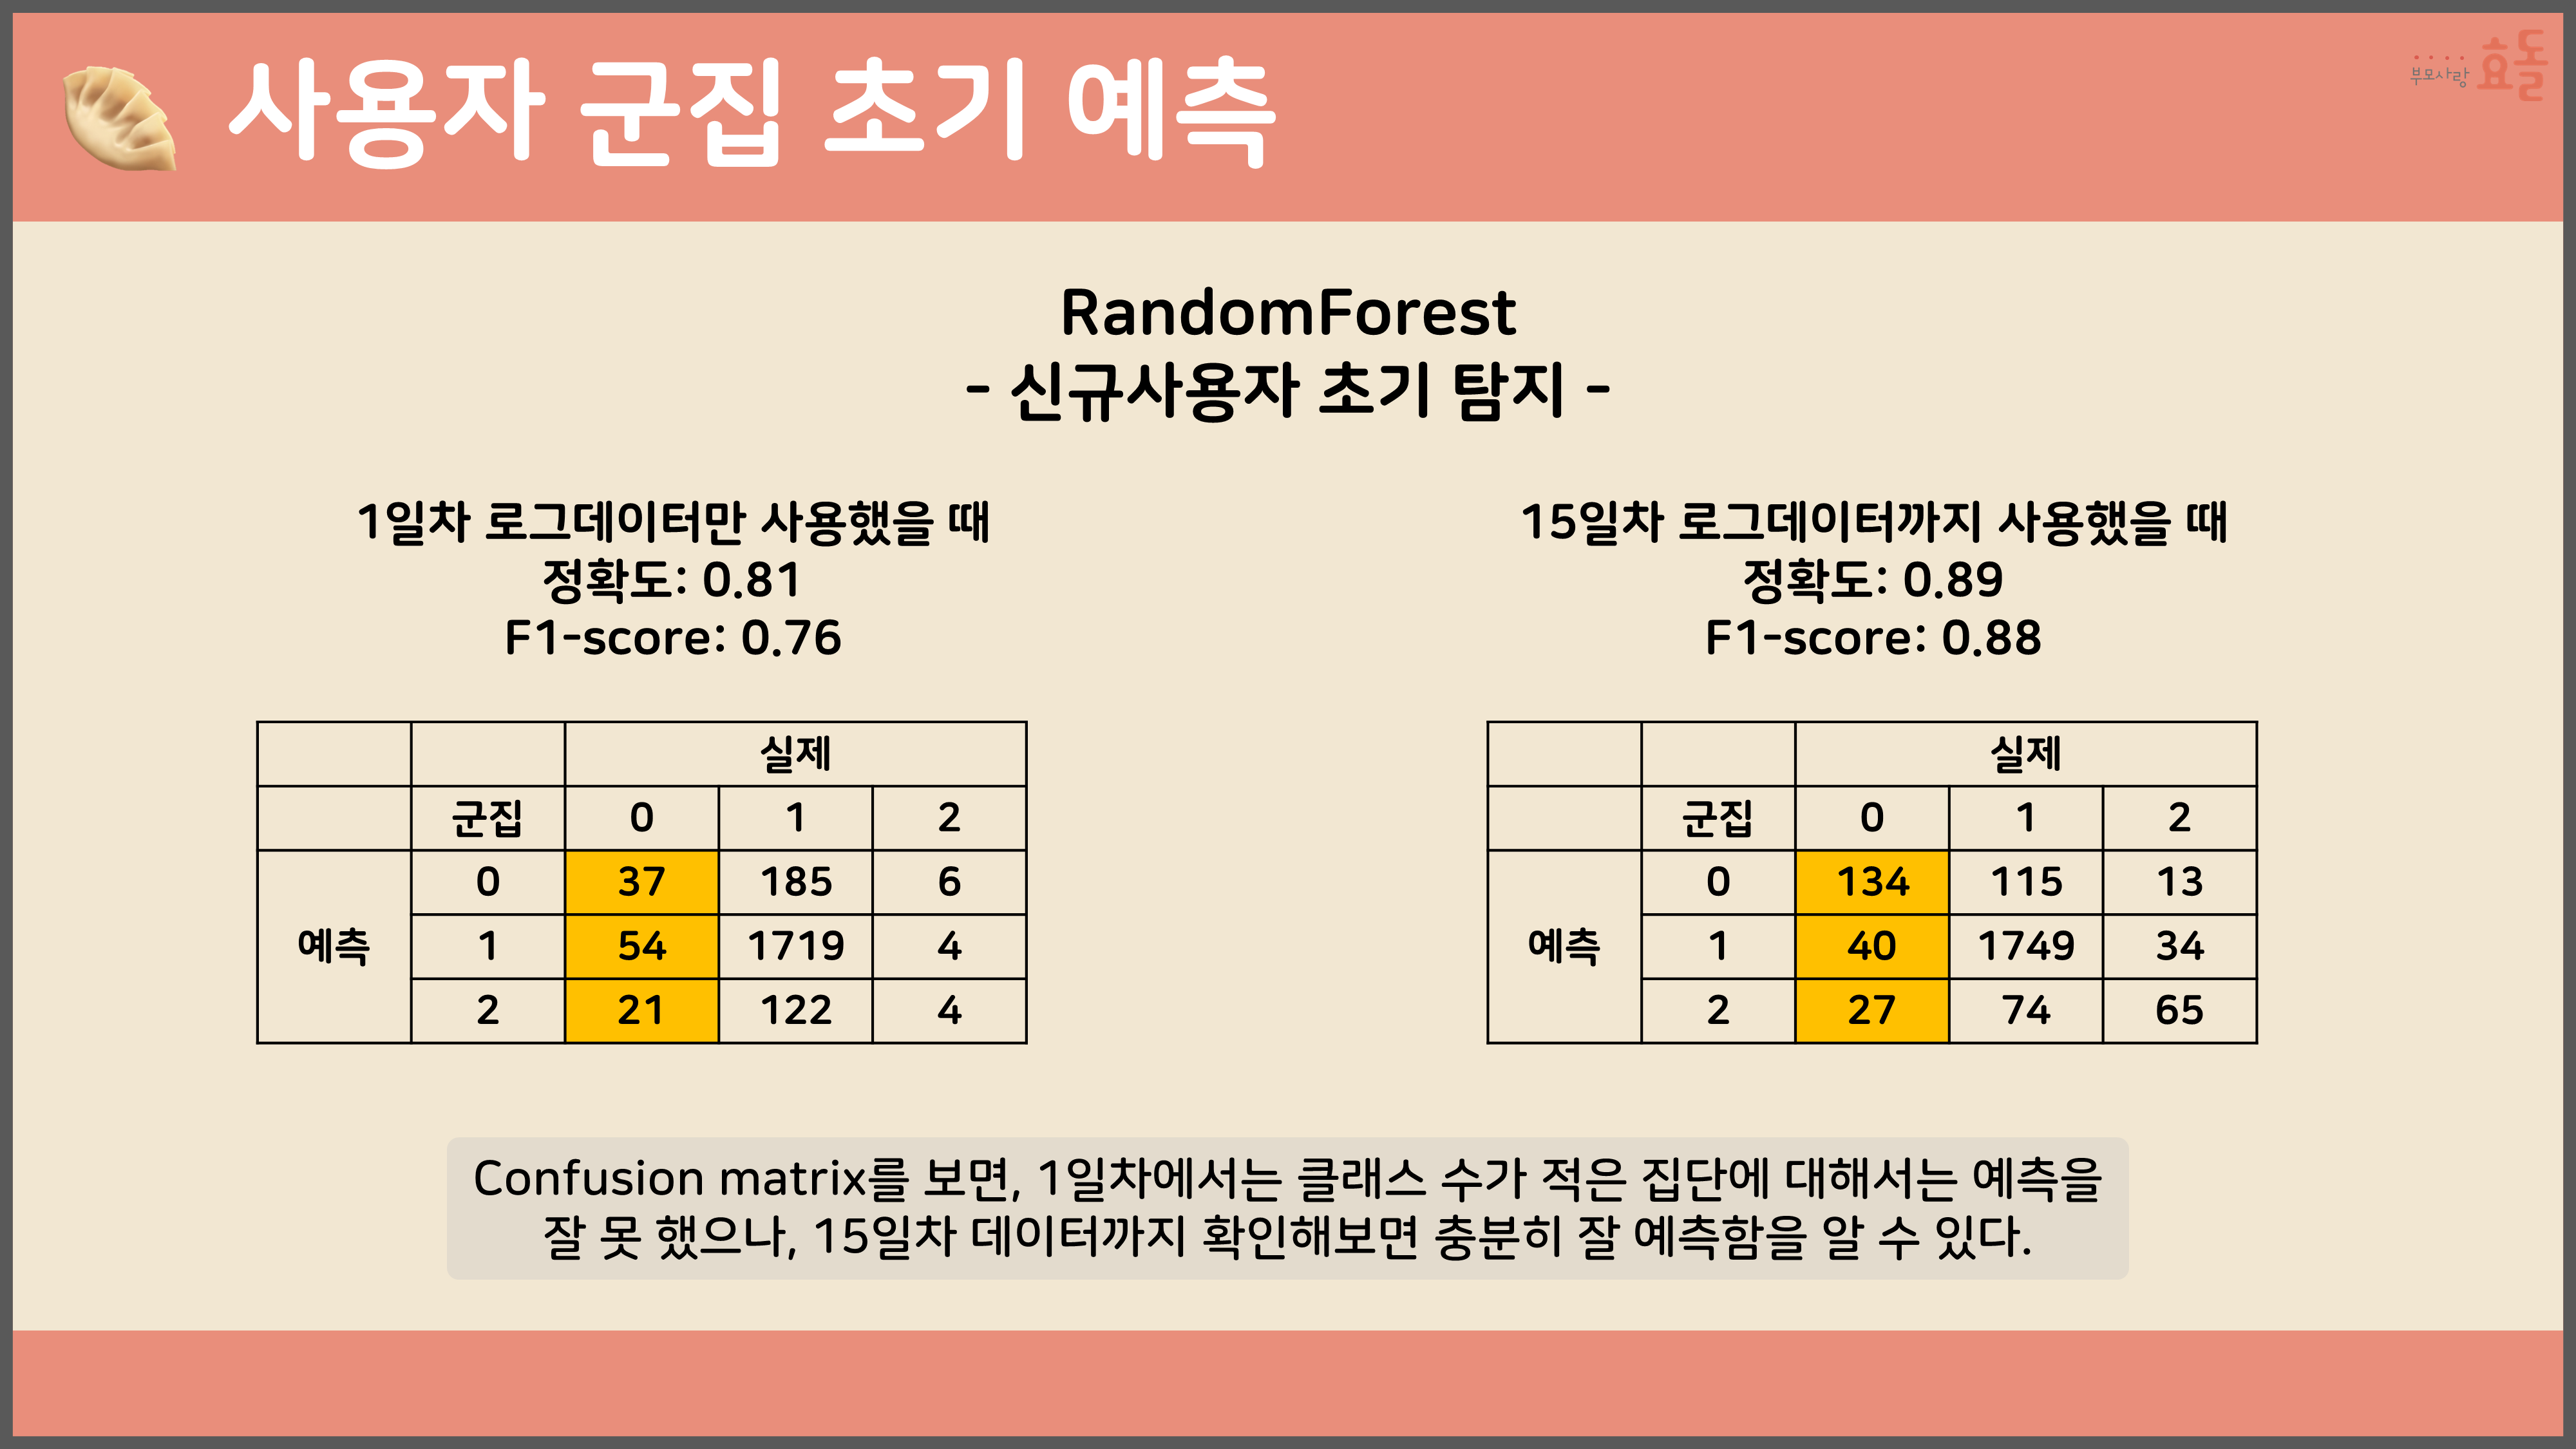 사용자 군집 초기 예측
부모사랑 효돌
RandomForest
- 신규사용자 초기 탐지 -
1일차 로그데이터만 사용했을 때
정확도: 0.81
F1-score: 0.76
실제
군집 0 1 2
0 37 185 6
예측 1 54 1719 4
2 21 122 4
15일차 로그데이터까지 사용했을 때
정확도: 0.89
F1-score: 0.88
실제
군집 0 1 2
0 134 115 13
예측 1 40 1749 34
2 27 74 65
Confusion matrix를 보면, 1일차에서는 클래스 수가 적은 집단에 대해서는 예측을
잘 못 했으나, 15일차 데이터까지 확인해보면 충분히 잘 예측함을 알 수 있다.